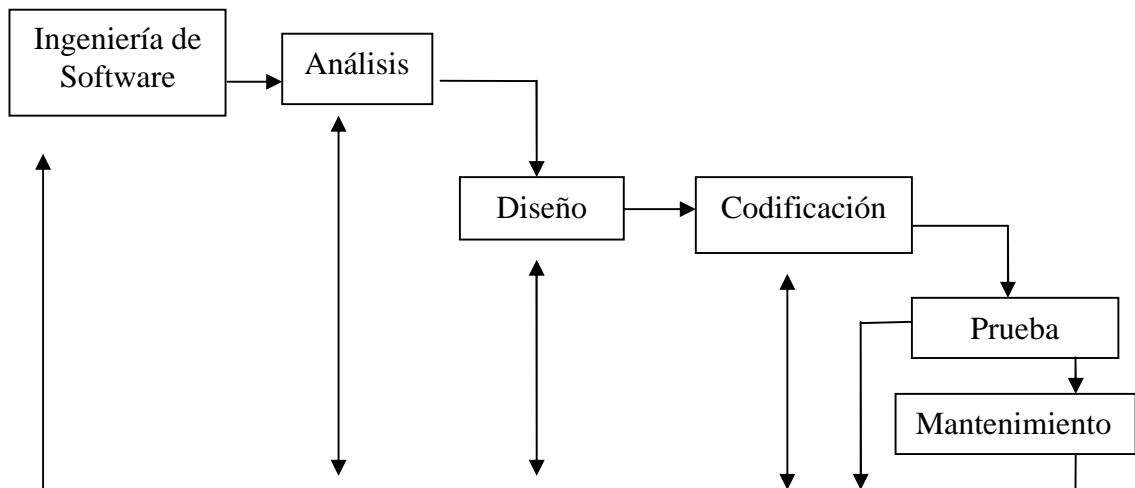 Ingeniería de
Software
Análisis
Diseño
Codificación
Prueba
Mantenimiento